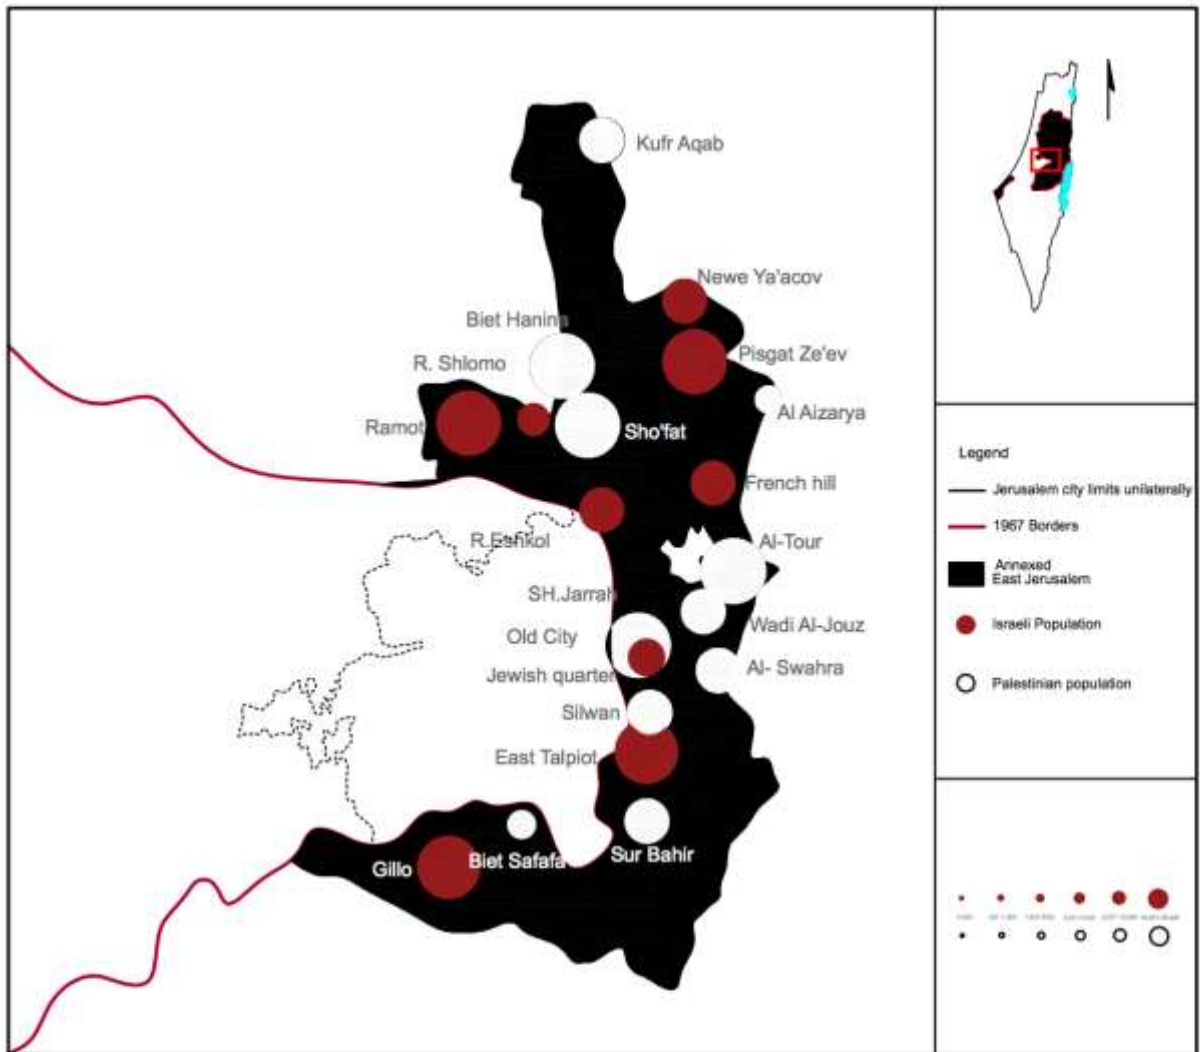 Kufr Aqab
Newe Ya'acov
Biet Hanina
Pisgat Ze'ev
R. Shlomo
Al Aizarya
Ramot
Sho'fat
French hill
R.Eshkol
Al-Tour
SH.Jarrah
Wadi Al-Jouz
Old City
Al- Swahra
Jewish quarter
Silwan
East Talpiot
Sur Bahir
Biet Safafa
Gillo
Legend
Jerusalem city limits unilaterally
1967 Borders
Annexed
East Jerusalem
Israeli Population
Palestinian population